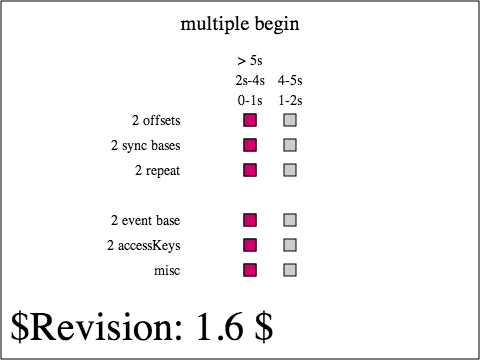 multiple begin
> 5s
2s-4s 4-5s
0-1s 1-2s
2 offsets
2 sync bases
2 repeat
2 event base
2 accessKeys
misc
$Revision: 1.6 $